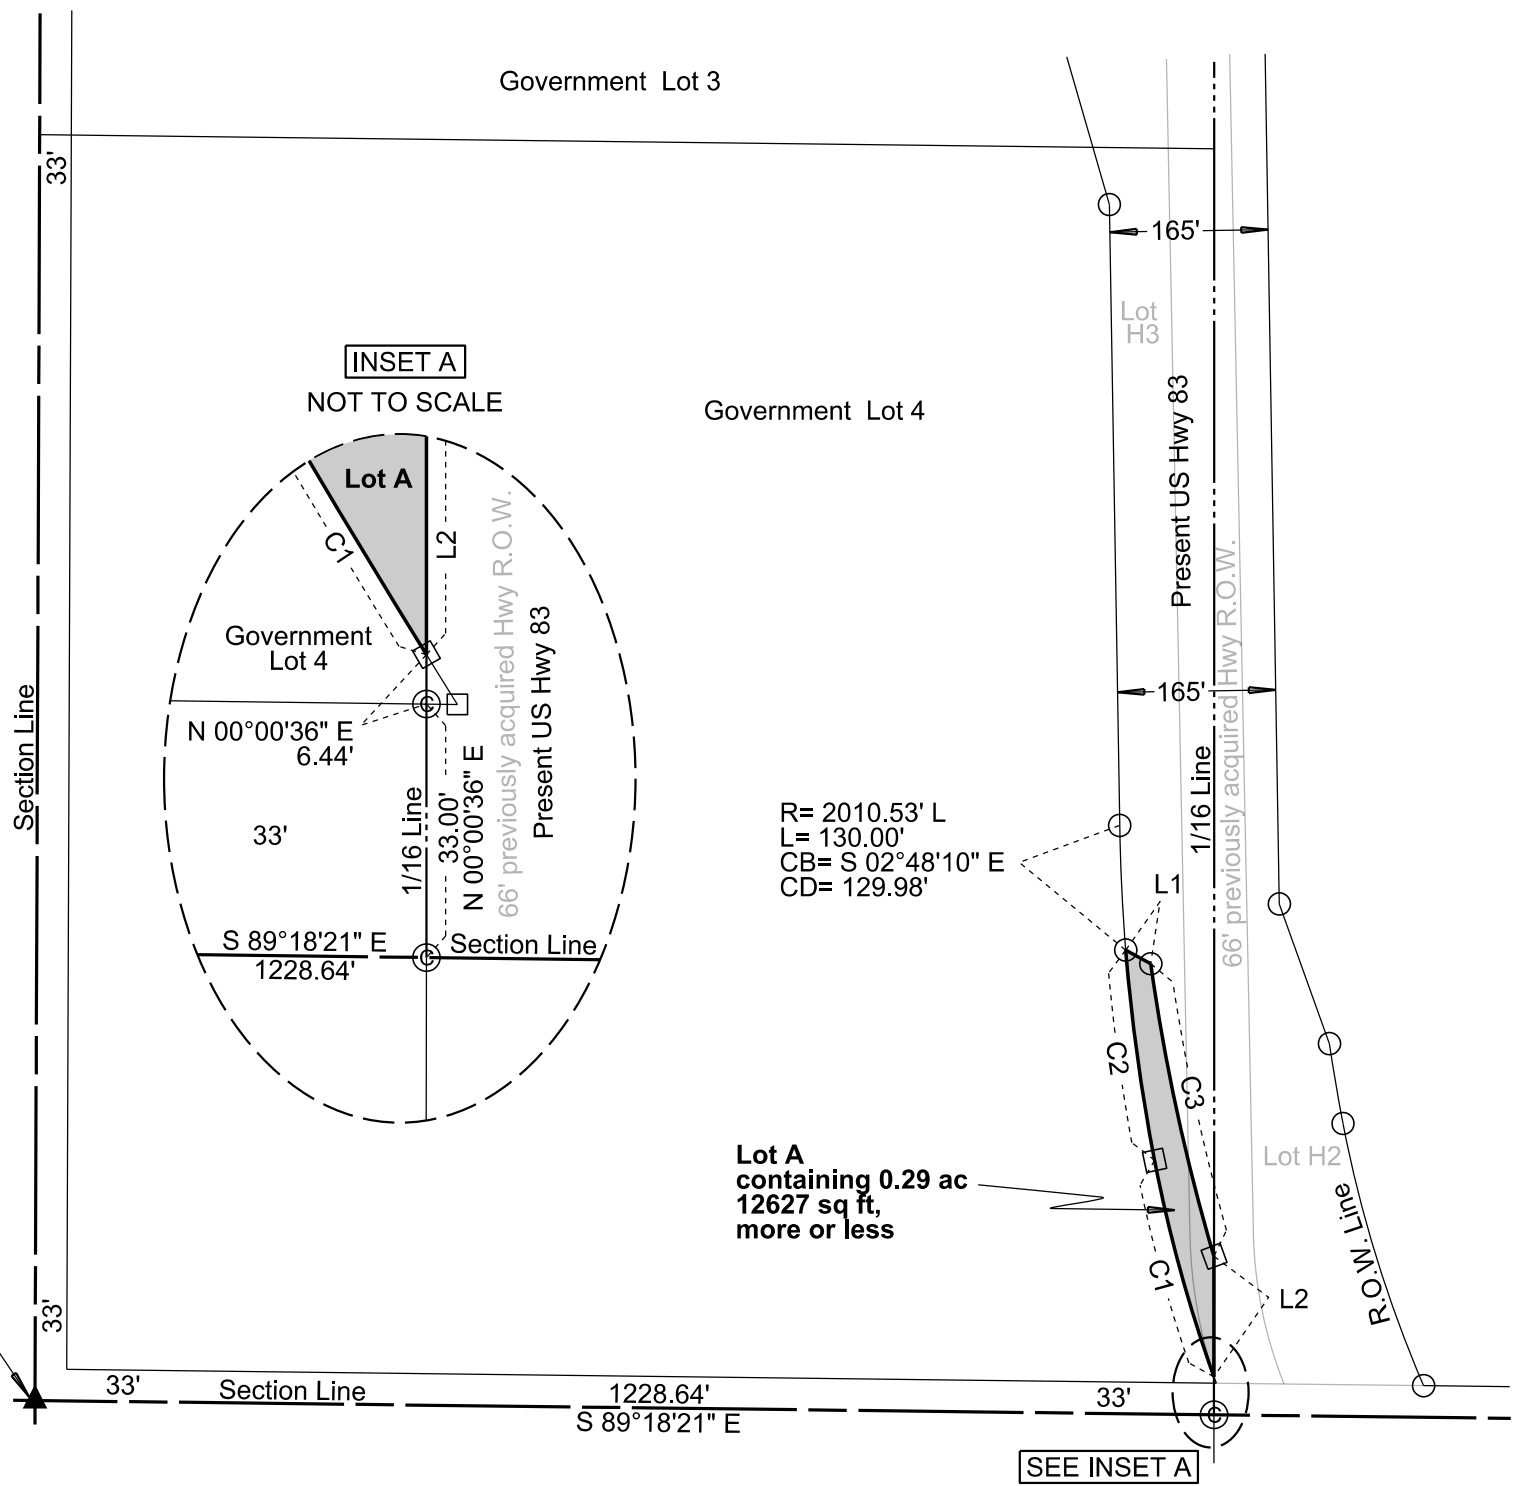 Government Lot 3
33'
165'
Lot
H3
INSET A
NOT TO SCALE
Government Lot 4
Present US Hwy 83
Lot A
C1
L2
66' previously acquired Hwy R.O.W.
Present US Hwy 83
Government
Lot 4
N 00°00'36" E
6.44'
C
33'
1/16 Line
33.00'
N 00°00'36" E
S 89°18'21" E
Section Line
1228.64'
C
Section Line
165'
66' previously acquired Hwy R.O.W.
1/16 Line
R= 2010.53' L
L= 130.00'
CB= S 02°48'10" E
CD= 129.98'
L1
C2
C3
Lot A
containing 0.29 ac
12627 sq ft,
more or less
Lot H2
R.O.W. Line
C1
L2
33'
33'
Section Line
1228.64'
S 89°18'21" E
33'
C
SEE INSET A